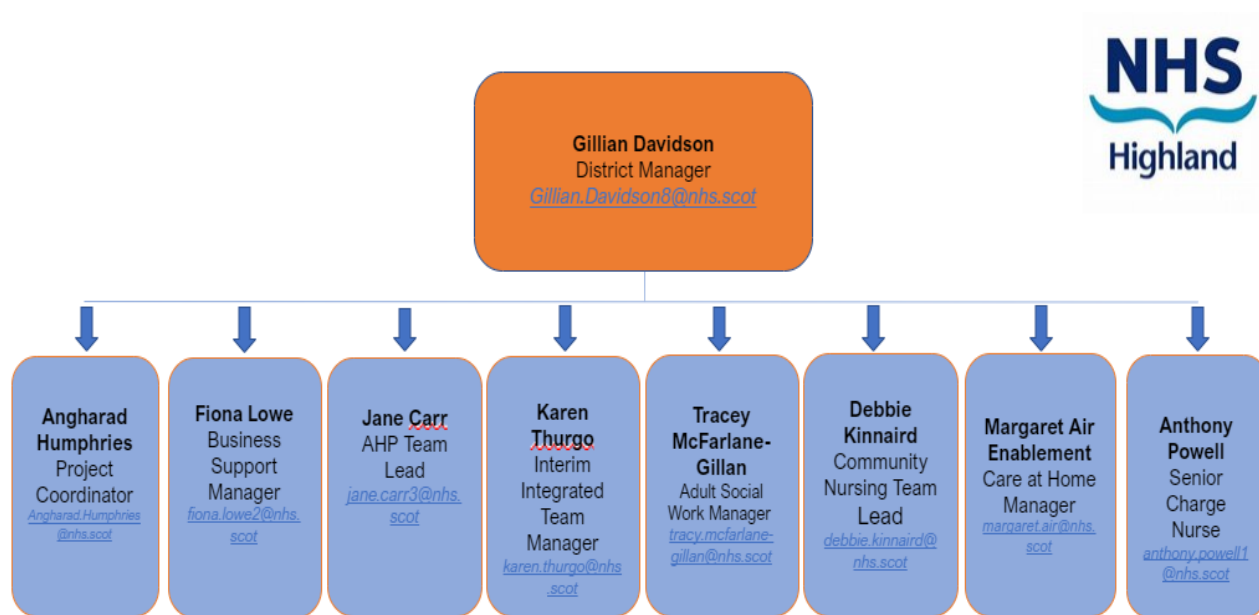 NHS
Highland
Gillian Davidson
District Manager
Gillian.Davidson8@nhs.scot
Angharad
Humphries
Project
Coordinator
Angharad.Humphries
@nhs.scot
Fiona Lowe
Business
Support
Manager
fiona.lowe2@nhs.
scot
Jane Carr
AHP Team
Lead
jane.carr3@nhs.
scot
Karen
Thurgo
Interim
Integrated
Team
Manager
karen.thurgo@nhs
.scot
Tracey
McFarlane-
Gillan
Adult Social
Work Manager
tracy.mcfarlane-
gillan@nhs.scot
Debbie
Kinnaird
Community
Nursing Team
Lead
debbie.kinnaird@
nhs.scot
Margaret Air
Enablement
Care at Home
Manager
margaret.air@nhs.
scot
Anthony
Powell
Senior
Charge
Nurse
anthony.powell1
@nhs.scot